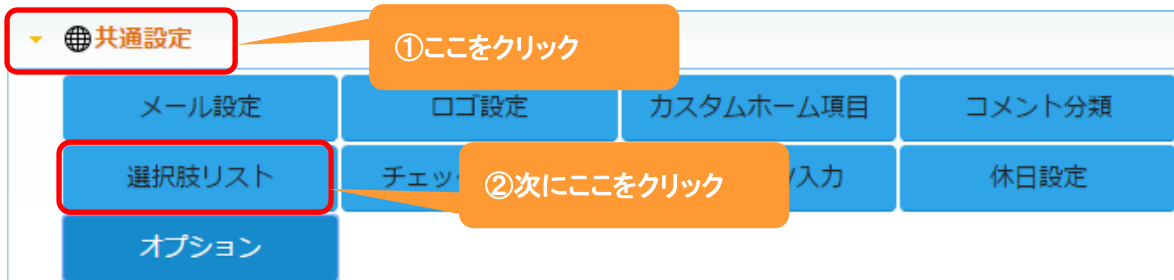 共通設定
①ここをクリック
メール設定 ロゴ設定 カスタムホーム項目 コメント分類
選択肢リスト チェッ ②次にここをクリック 入力 休日設定
オプション